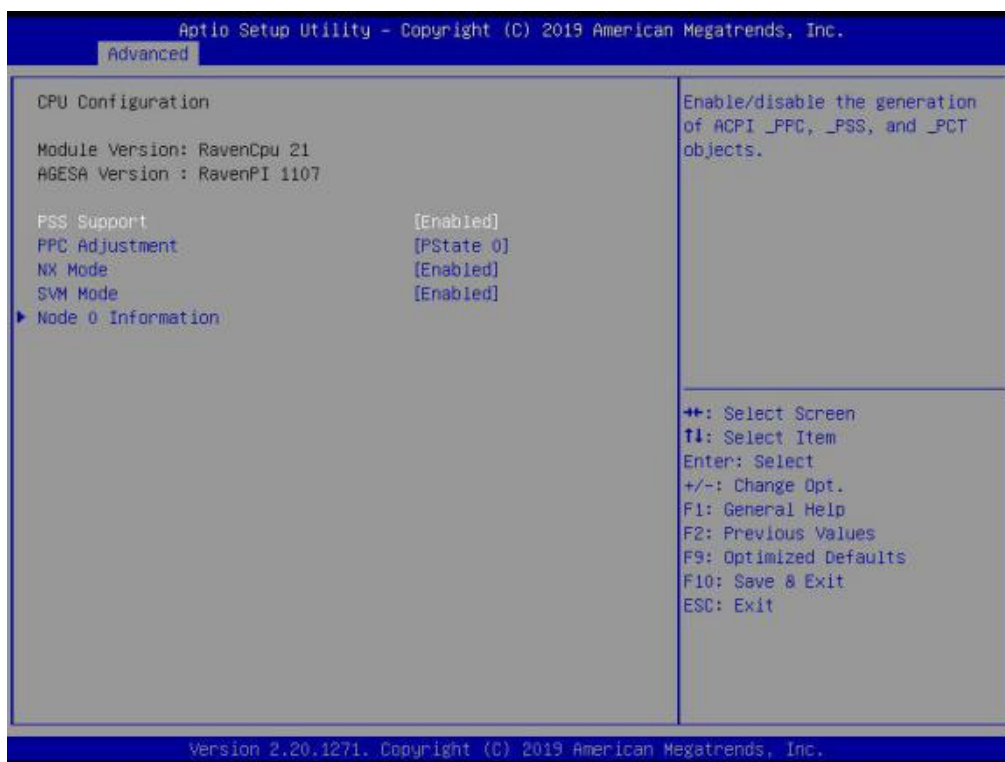 Aptio Setup Utility – Copyright (C) 2019 American Megatrends, Inc.
Advanced
CPU Configuration
Module Version: RavenCpu 21
AGESA Version : RavenPI 1107
PSS Support [Enabled]
PPC Adjustment [PState 0]
NX Mode [Enabled]
SVM Mode [Enabled]
Node 0 Information
Enable/disable the generation
of ACPI _PPC, _PSS, and _PCT
objects.
→←: Select Screen
↑↓: Select Item
Enter: Select
+/-: Change Opt.
F1: General Help
F2: Previous Values
F9: Optimized Defaults
F10: Save & Exit
ESC: Exit
Version 2.20.1271. Copyright (C) 2019 American Megatrends, Inc.